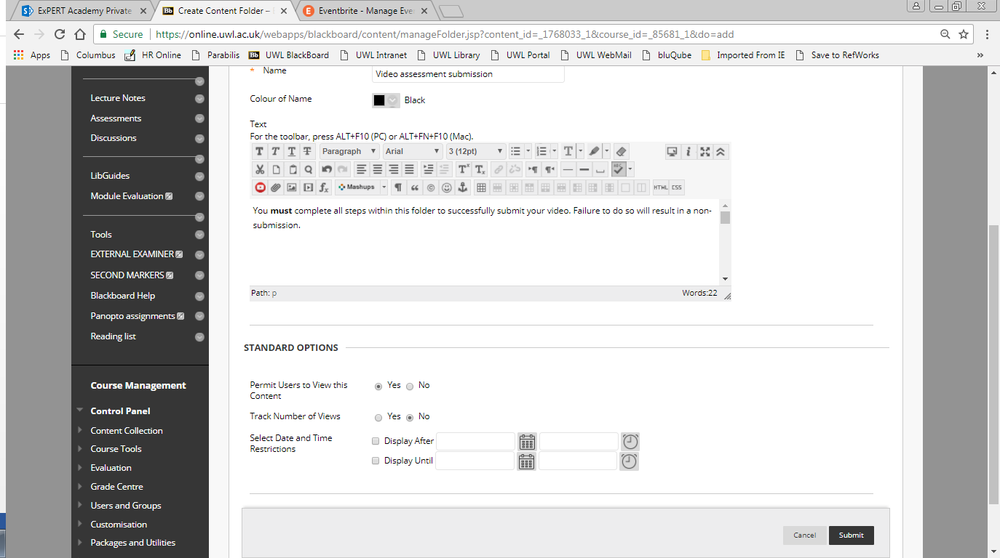 ExPERT Academy Private
Create Content Folder –
Eventbrite - Manage Eve
Secure
https://online.uwl.ac.uk/webapps/blackboard/content/manageFolder.jsp?content_id=_1768033_1&course_id=_85681_1&do=add
Apps Columbus HR Online Parabilis UWL BlackBoard UWL Intranet UWL Library UWL Portal UWL WebMail bluQube Imported From IE Save to RefWorks »
Lecture Notes
Assessments
Discussions
LibGuides
Module Evaluation
Tools
EXTERNAL EXAMINER
SECOND MARKERS
Blackboard Help
Panopto assignments
Reading list
Course Management
Control Panel
Content Collection
Course Tools
Evaluation
Grade Centre
Users and Groups
Customisation
Packages and Utilities
* Name Video assessment submission
Colour of Name Black
Text
For the toolbar, press ALT+F10 (PC) or ALT+FN+F10 (Mac).
T T T T Paragraph Arial 3 (12pt) T
Tx Tx ABC
fx Mashups ¶ “ © HTML CSS
You must complete all steps within this folder to successfully submit your video. Failure to do so will result in a non-
submission.
Path: p Words:22
STANDARD OPTIONS
Permit Users to View this
Content
Yes No
Track Number of Views Yes No
Select Date and Time
Restrictions
Display After
Display Until
Cancel Submit